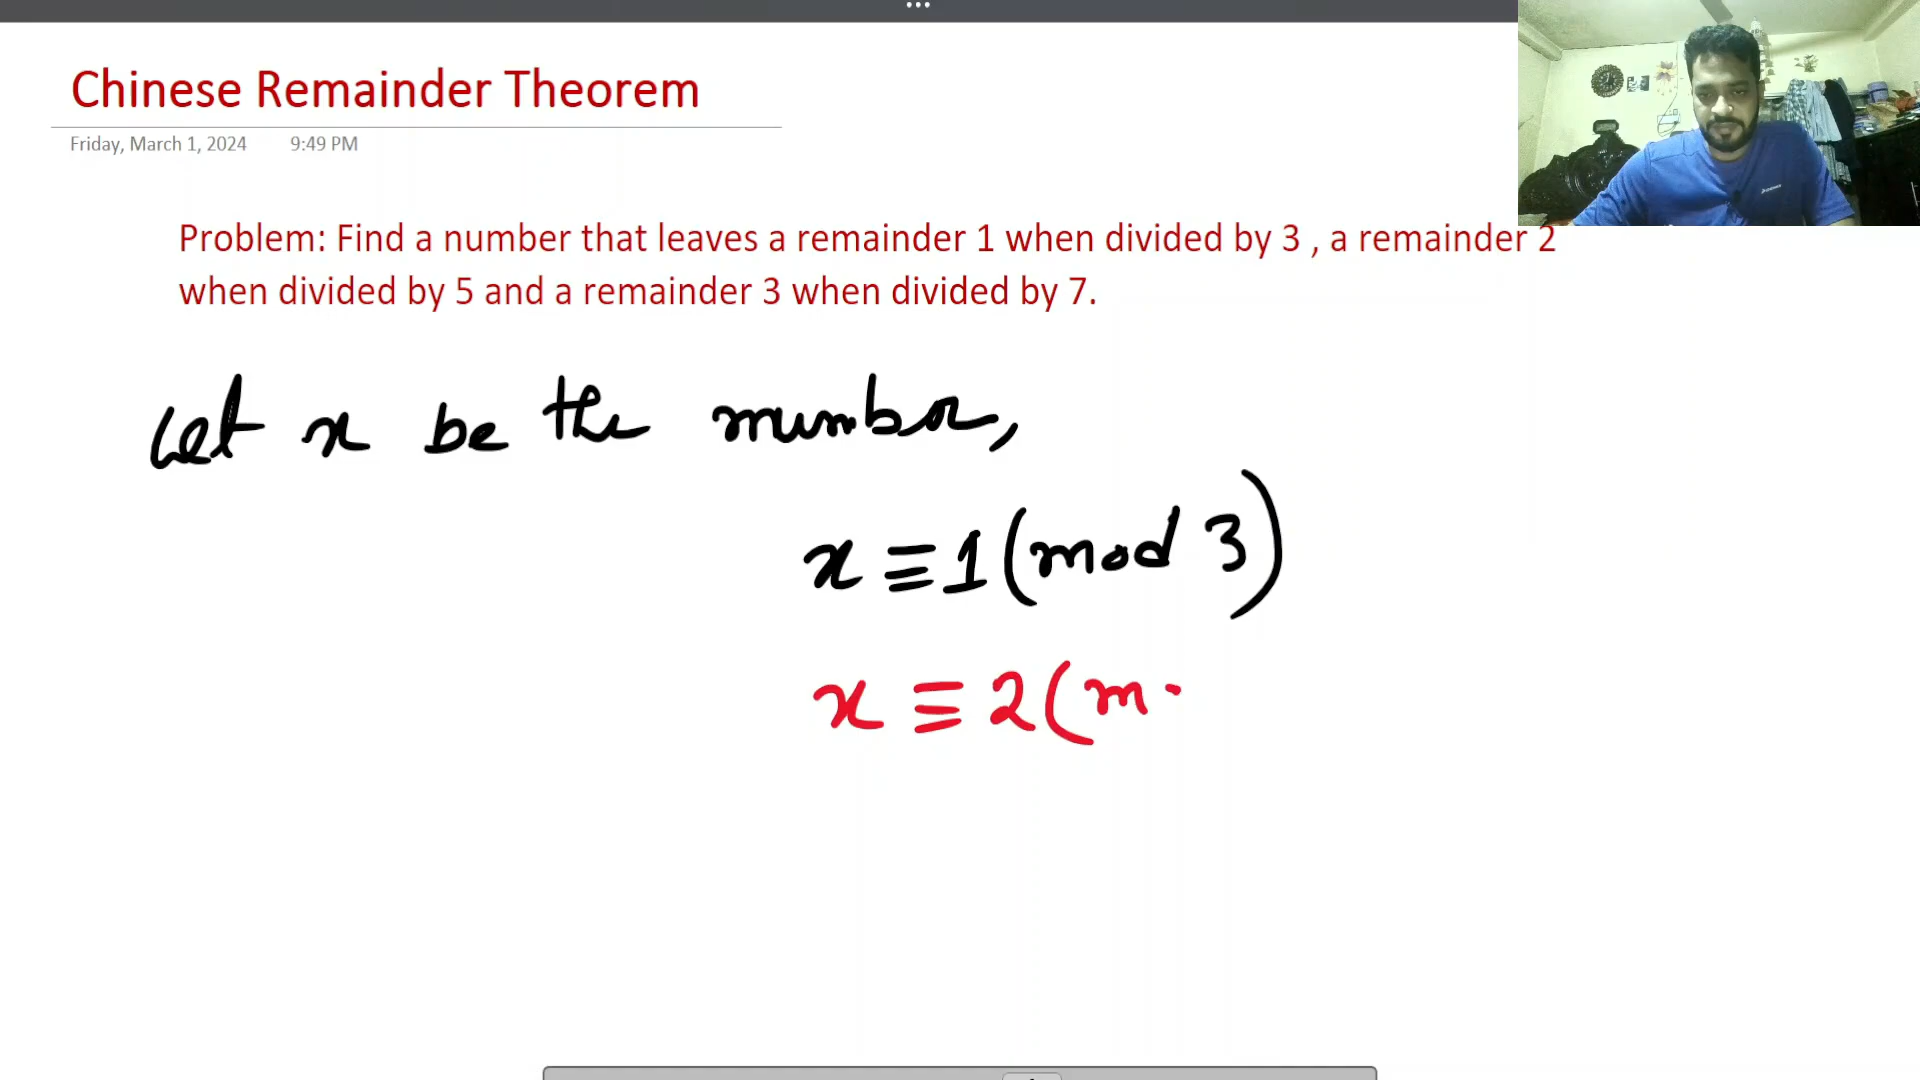 Chinese Remainder Theorem
Friday, March 1, 2024 9:49 PM
Problem: Find a number that leaves a remainder 1 when divided by 3 , a remainder 2
when divided by 5 and a remainder 3 when divided by 7.
Let x be the number,
x ≡ 1 (mod 3)
x ≡ 2 (m